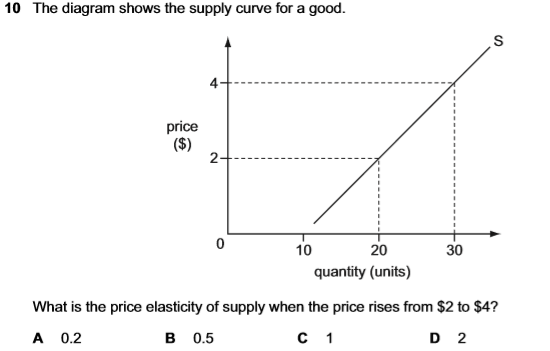 10 The diagram shows the supply curve for a good.
S
4
price
($)
2
0
10 20 30
quantity (units)
What is the price elasticity of supply when the price rises from $2 to $4?
A 0.2 B 0.5 C 1 D 2